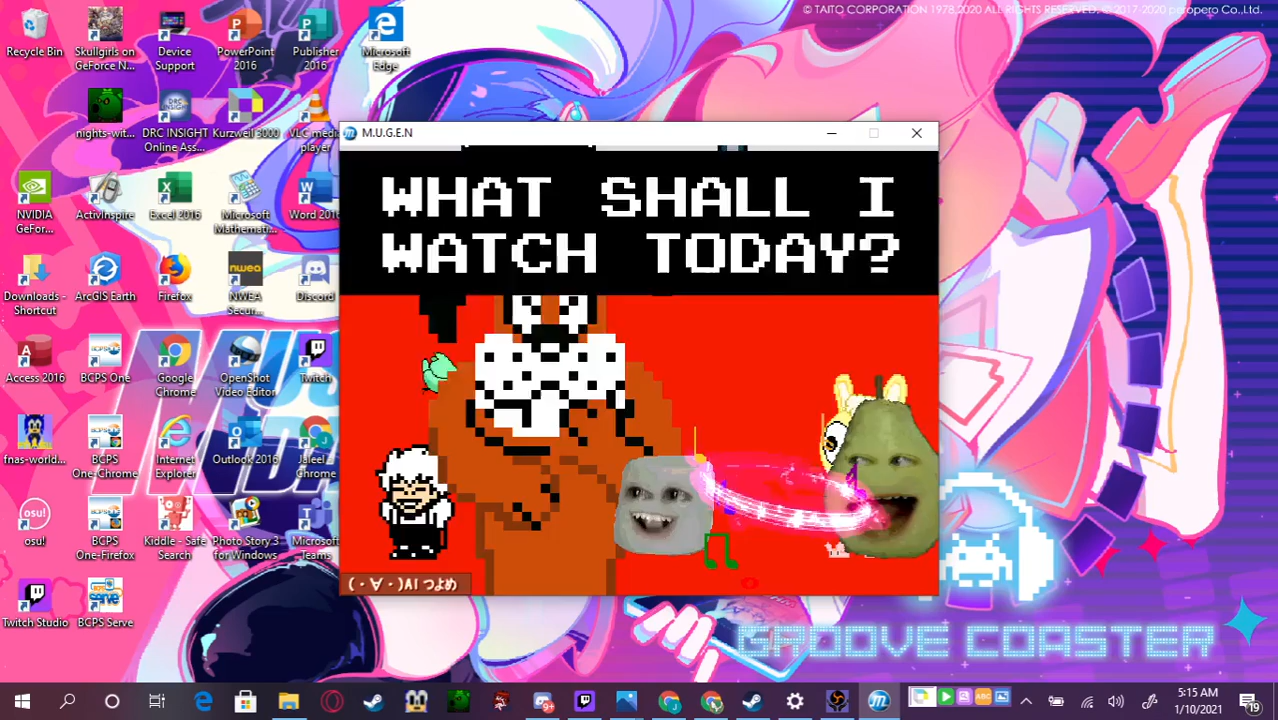 © TAITO CORPORATION 1978,2020 ALL RIGHTS RESERVED. ©2017-2020 peropero Co.,Ltd.
Recycle Bin
Skullgirls on GeForce N...
Device Support
PowerPoint 2016
Publisher 2016
Microsoft Edge
nights-wit...
DRC INSIGHT Online Ass...
Kurzweil 3000
VLC media player
M.U.G.E.N
WHAT SHALL I
WATCH TODAY?
NVIDIA GeFor...
ActivInspire
Excel 2016
Microsoft Mathemati...
Word 2016
Downloads - Shortcut
ArcGIS Earth
Firefox
nwea
NWEA Secur...
Discord
Access 2016
BCPS One
Google Chrome
OpenShot Video Editor
Twitch
fnas-world...
BCPS One-Chrome
Internet Explorer
Outlook 2016
Jaleel - Chrome
osu!
osu!
BCPS One-Firefox
Kiddle - Safe Search
Photo Story 3 for Windows
Microsoft Teams
(・∀・)AI つよめ
Twitch Studio
BCPS Serve
GROOVE COASTER
5:15 AM
1/10/2021
19